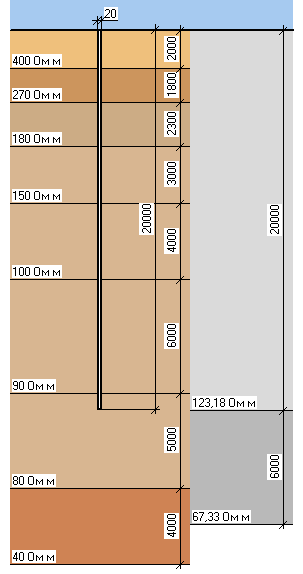 20
2000
400 Ом м
1800
270 Ом м
2300
180 Ом м
3000
150 Ом м
20000
20000
4000
100 Ом м
6000
90 Ом м
123,18 Ом м
5000
6000
80 Ом м
67,33 Ом м
4000
40 Ом м